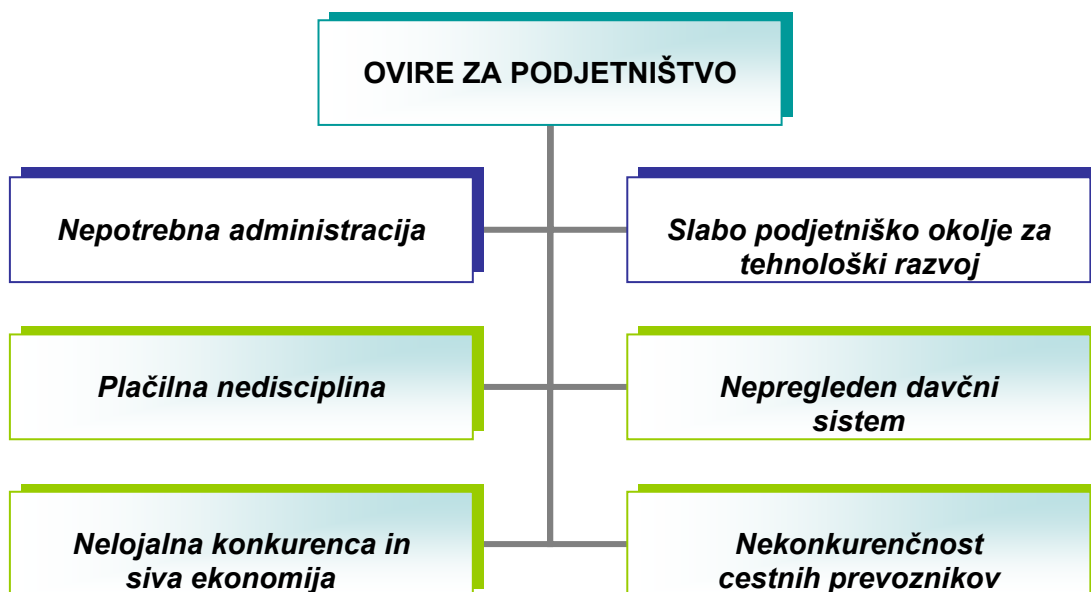 OVIRE ZA PODJETNIŠTVO
Nepotrebna administracija
Slabo podjetniško okolje za
tehnološki razvoj
Plačilna nedisciplina
Nepregleden davčni
sistem
Nelojalna konkurenca in
siva ekonomija
Nekonkurenčnost
cestnih prevoznikov